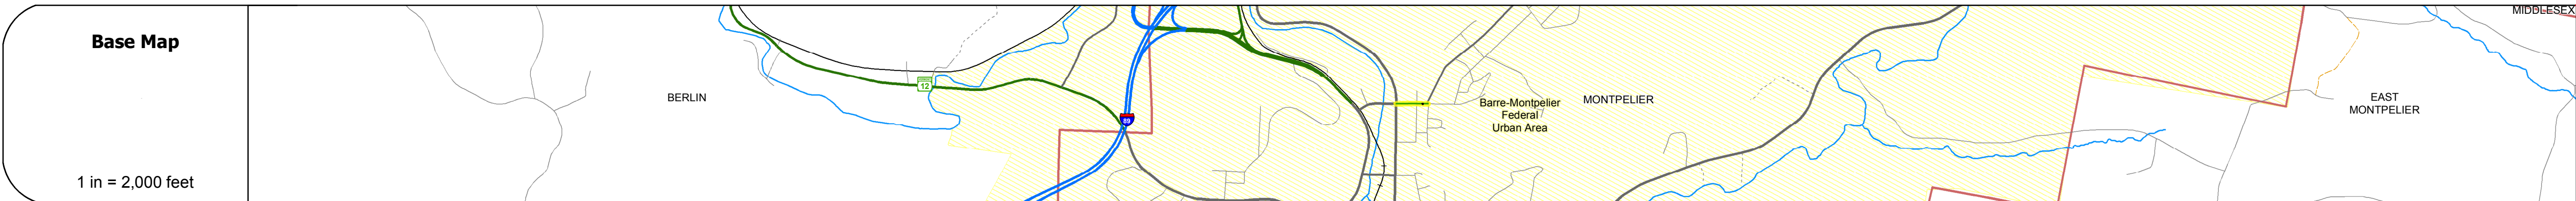 Base Map
1 in = 2,000 feet
BERLIN
12
89
Barre-Montpelier
Federal
Urban Area
MONTPELIER
EAST
MONTPELIER
MIDDLESEX